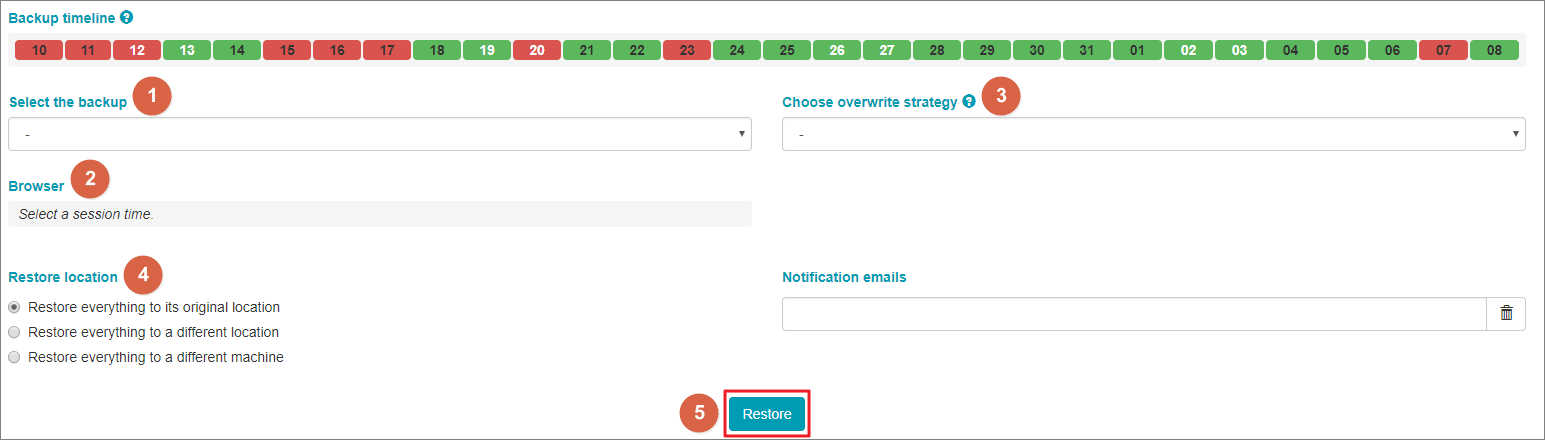 Backup timeline ?
10 11 12 13 14 15 16 17 18 19 20 21 22 23 24 25 26 27 28 29 30 31 01 02 03 04 05 06 07 08
Select the backup 1
-
Choose overwrite strategy ? 3
-
Browser 2
Select a session time.
Restore location 4
Restore everything to its original location
Restore everything to a different location
Restore everything to a different machine
Notification emails
5 Restore